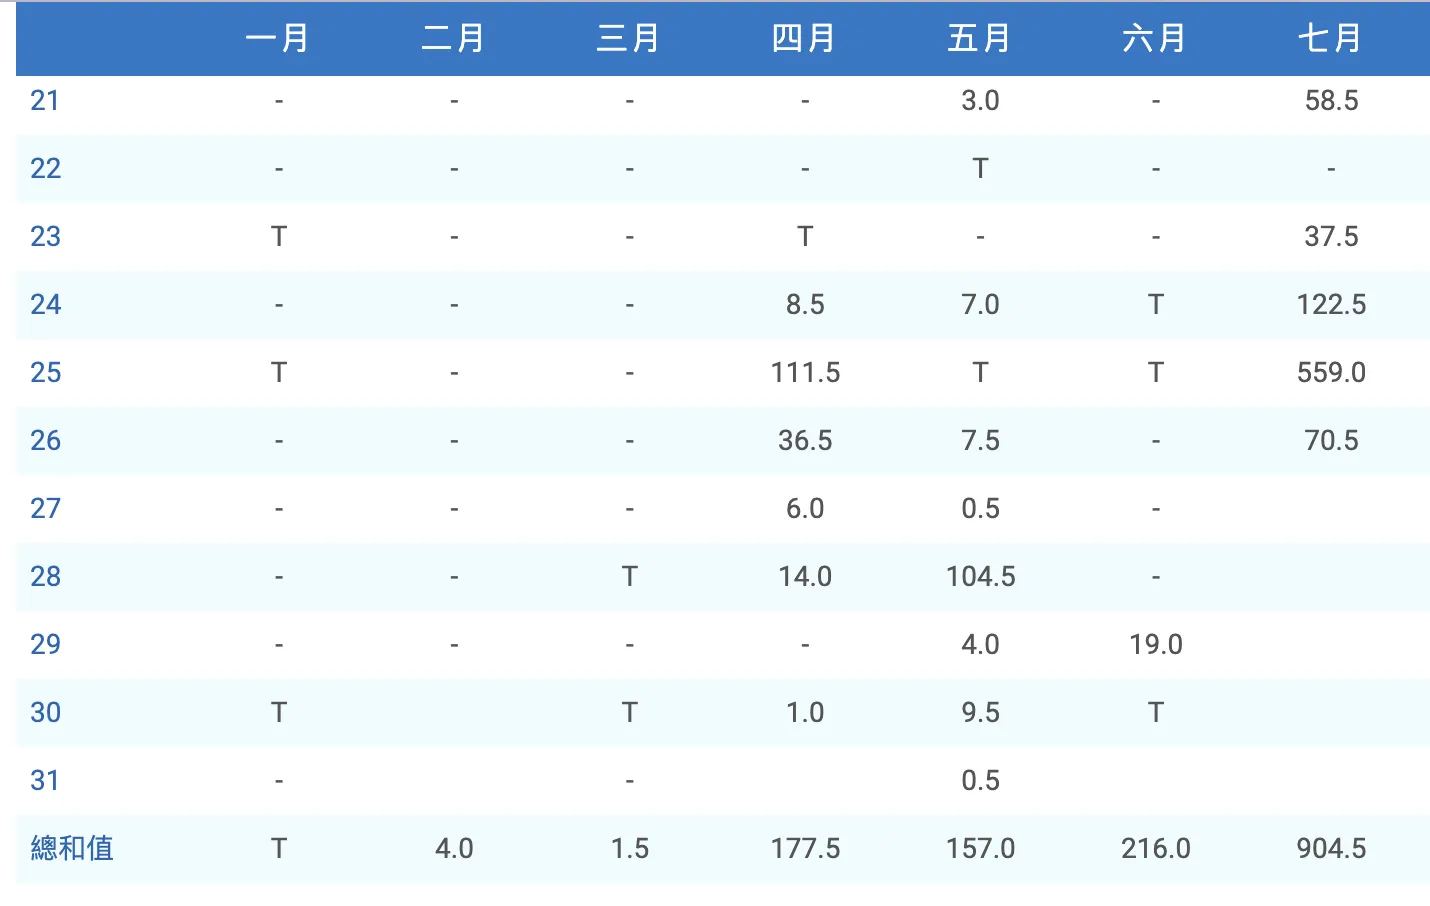 一月 二月 三月 四月 五月 六月 七月
21 - - - - 3.0 - 58.5
22 - - - - T - -
23 T - - T - - 37.5
24 - - - 8.5 7.0 T 122.5
25 T - - 111.5 T T 559.0
26 - - - 36.5 7.5 - 70.5
27 - - - 6.0 0.5 -
28 - - T 14.0 104.5 -
29 - - - - 4.0 19.0
30 T T 1.0 9.5 T
31 - - 0.5
總和值 T 4.0 1.5 177.5 157.0 216.0 904.5